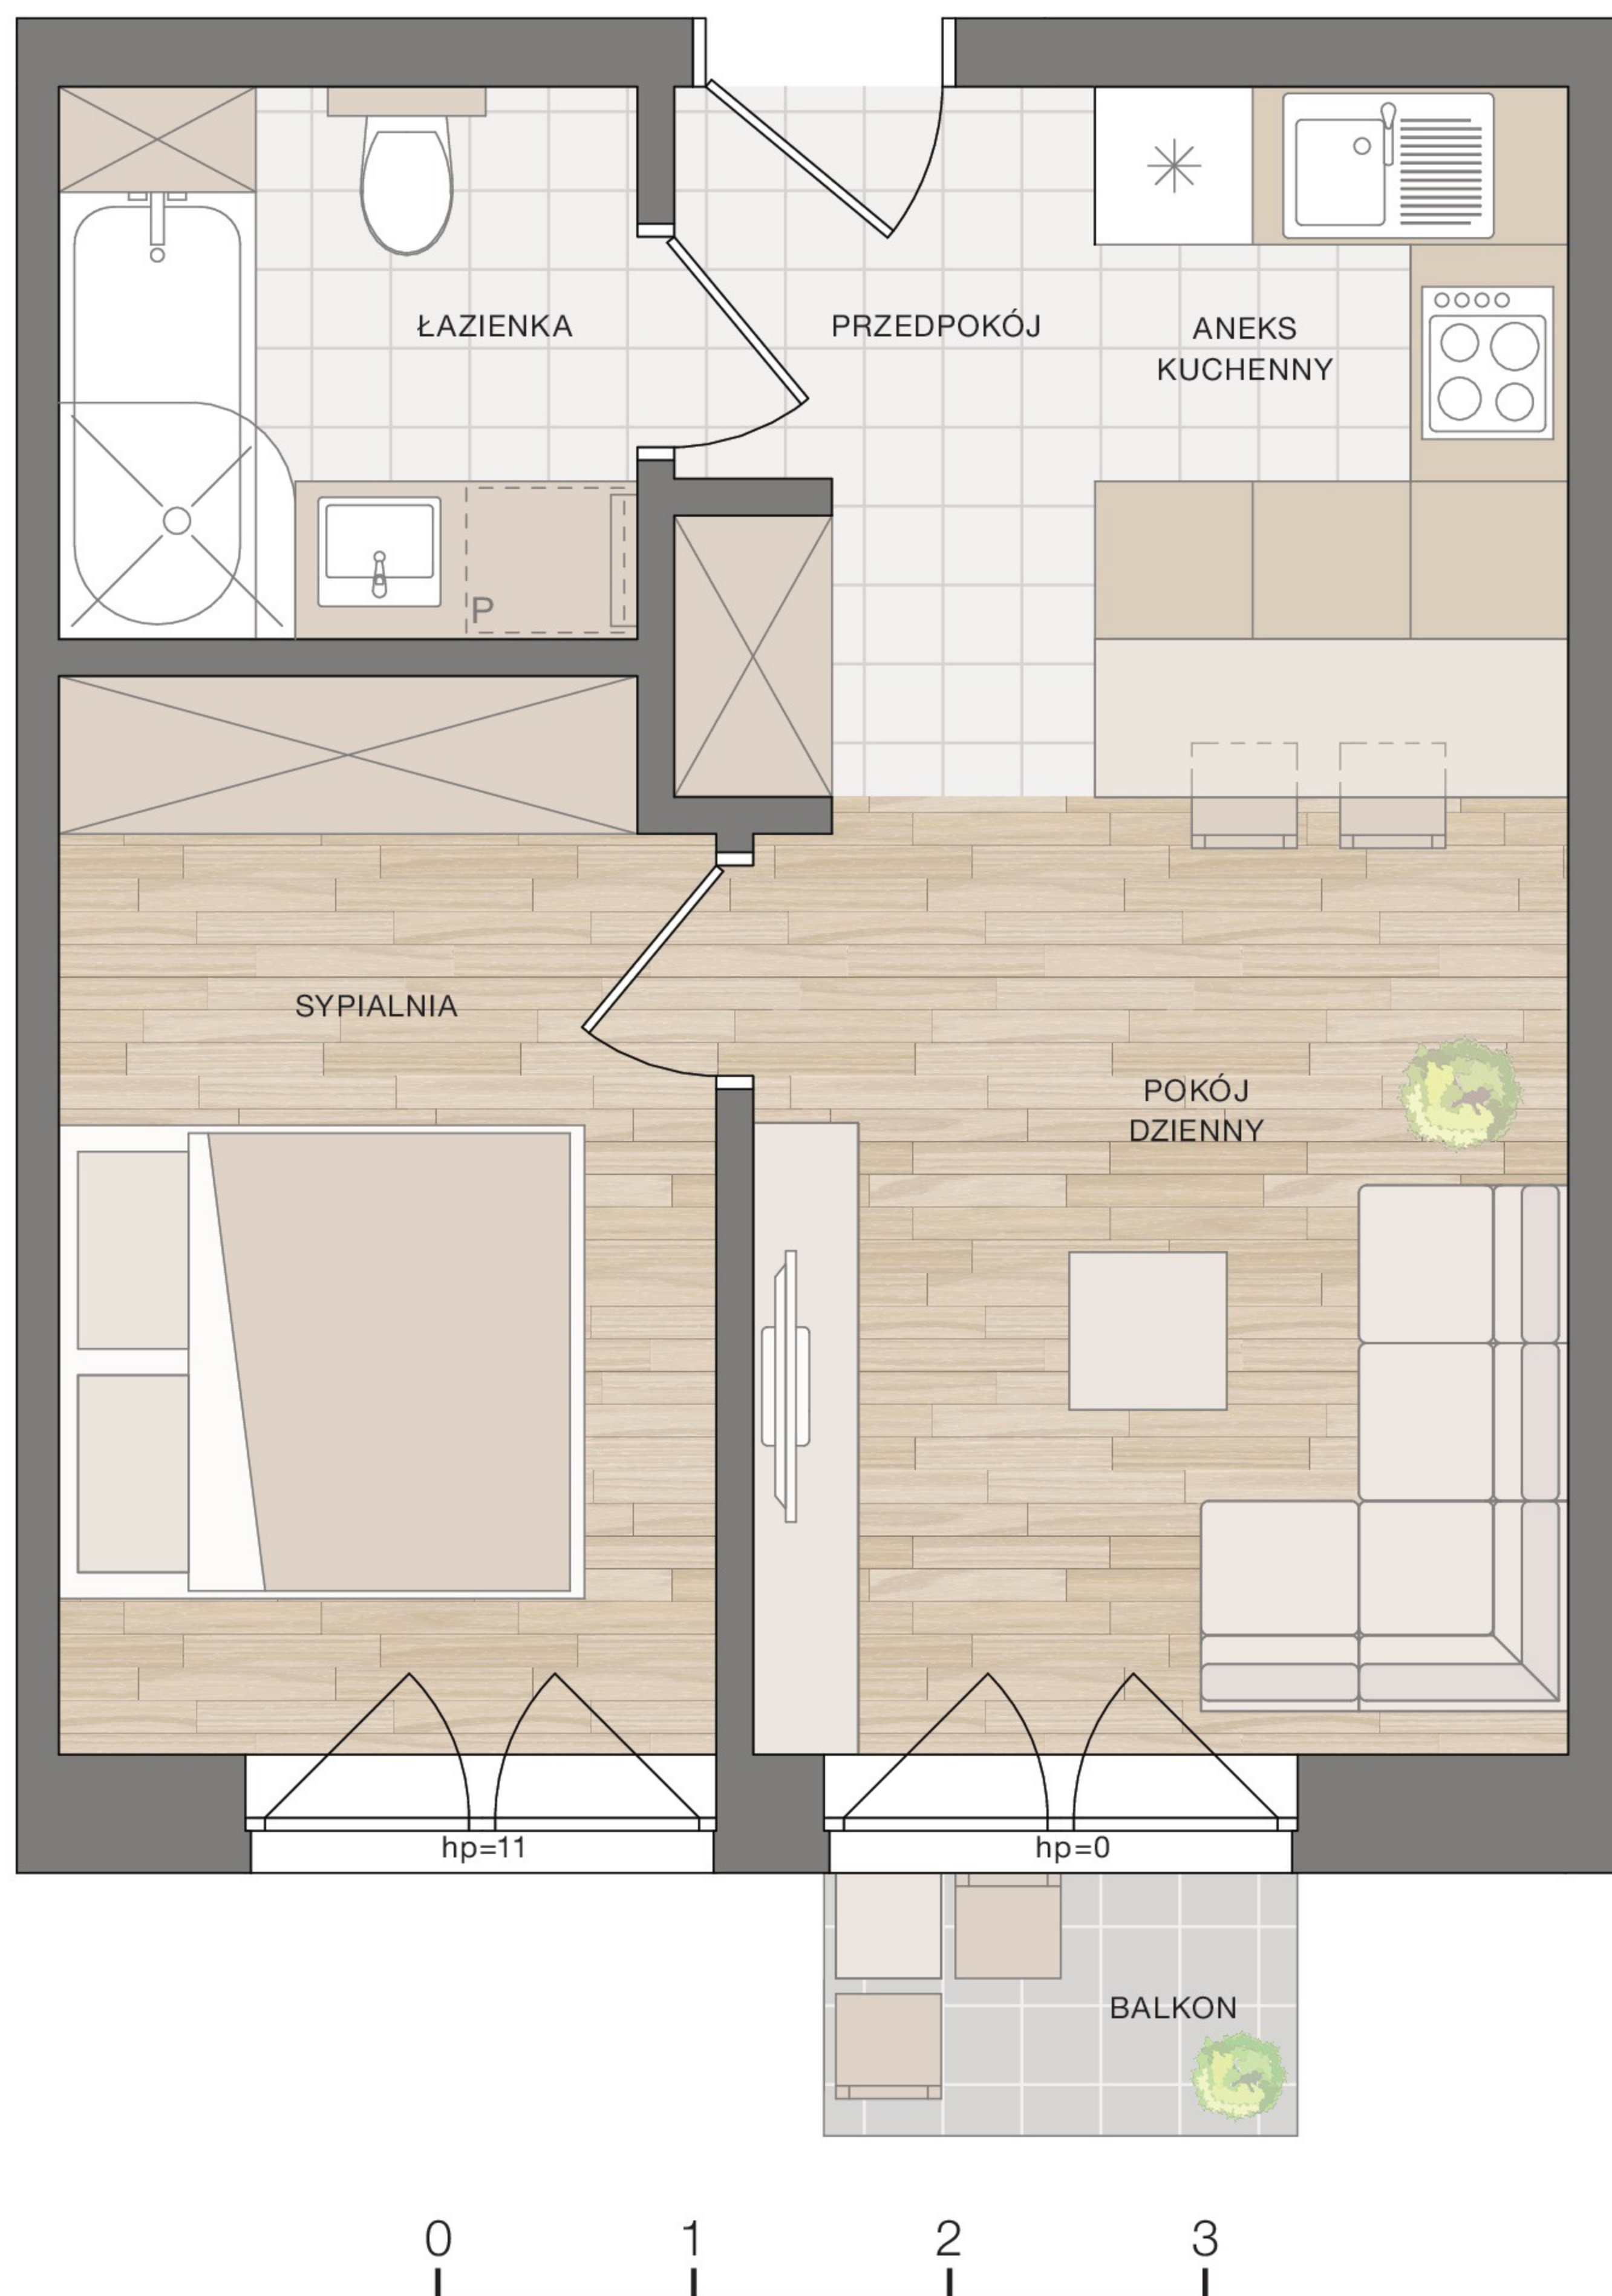 ŁAZIENKA
PRZEDPOKÓJ
ANEKS
KUCHENNY
P
SYPIALNIA
POKÓJ
DZIENNY
hp=11
hp=0
BALKON
0 1 2 3